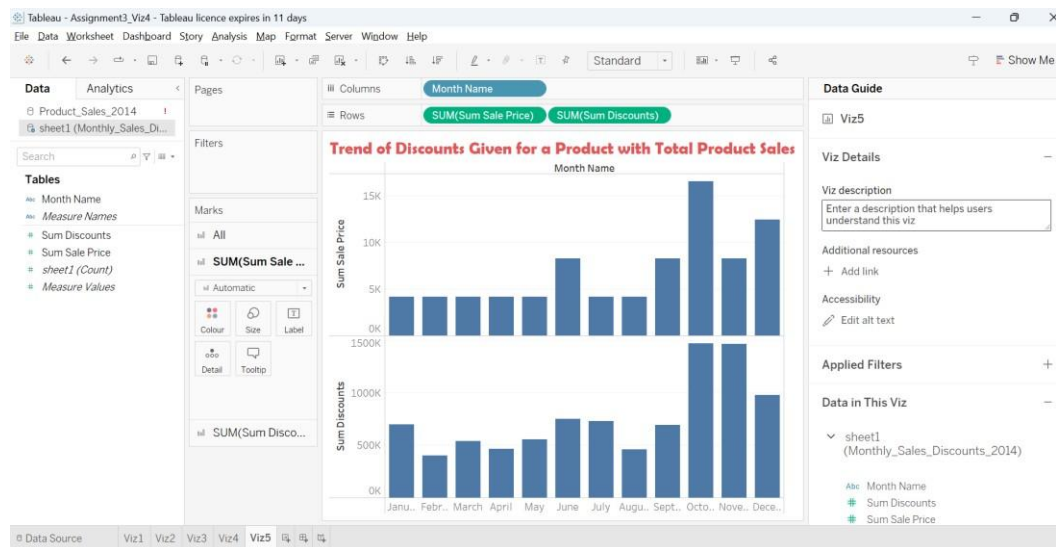 Tableau - Assignment3_Viz4 - Tableau licence expires in 11 days
File Data Worksheet Dashboard Story Analysis Map Format Server Window Help
Standard
Show Me
Data Analytics
Product_Sales_2014 !
sheet1 (Monthly_Sales_Di...
Search
Tables
Abc Month Name
Abc Measure Names
# Sum Discounts
# Sum Sale Price
# sheet1 (Count)
# Measure Values
Pages
Filters
Marks
All
SUM(Sum Sale ...
Automatic
Colour Size Label
Detail Tooltip
SUM(Sum Disco...
Columns Month Name
Rows SUM(Sum Sale Price) SUM(Sum Discounts)
Trend of Discounts Given for a Product with Total Product Sales
Month Name
Sum Sale Price
15K
10K
5K
0K
Sum Discounts
1500K
1000K
500K
0K
Janu.. Febr.. March April May June July Augu.. Sept.. Octo.. Nove.. Dece..
Data Guide
Viz5
Viz Details
Viz description
Enter a description that helps users
understand this viz
Additional resources
+ Add link
Accessibility
Edit alt text
Applied Filters
Data in This Viz
sheet1
(Monthly_Sales_Discounts_2014)
Abc Month Name
# Sum Discounts
# Sum Sale Price
Data Source Viz1 Viz2 Viz3 Viz4 Viz5